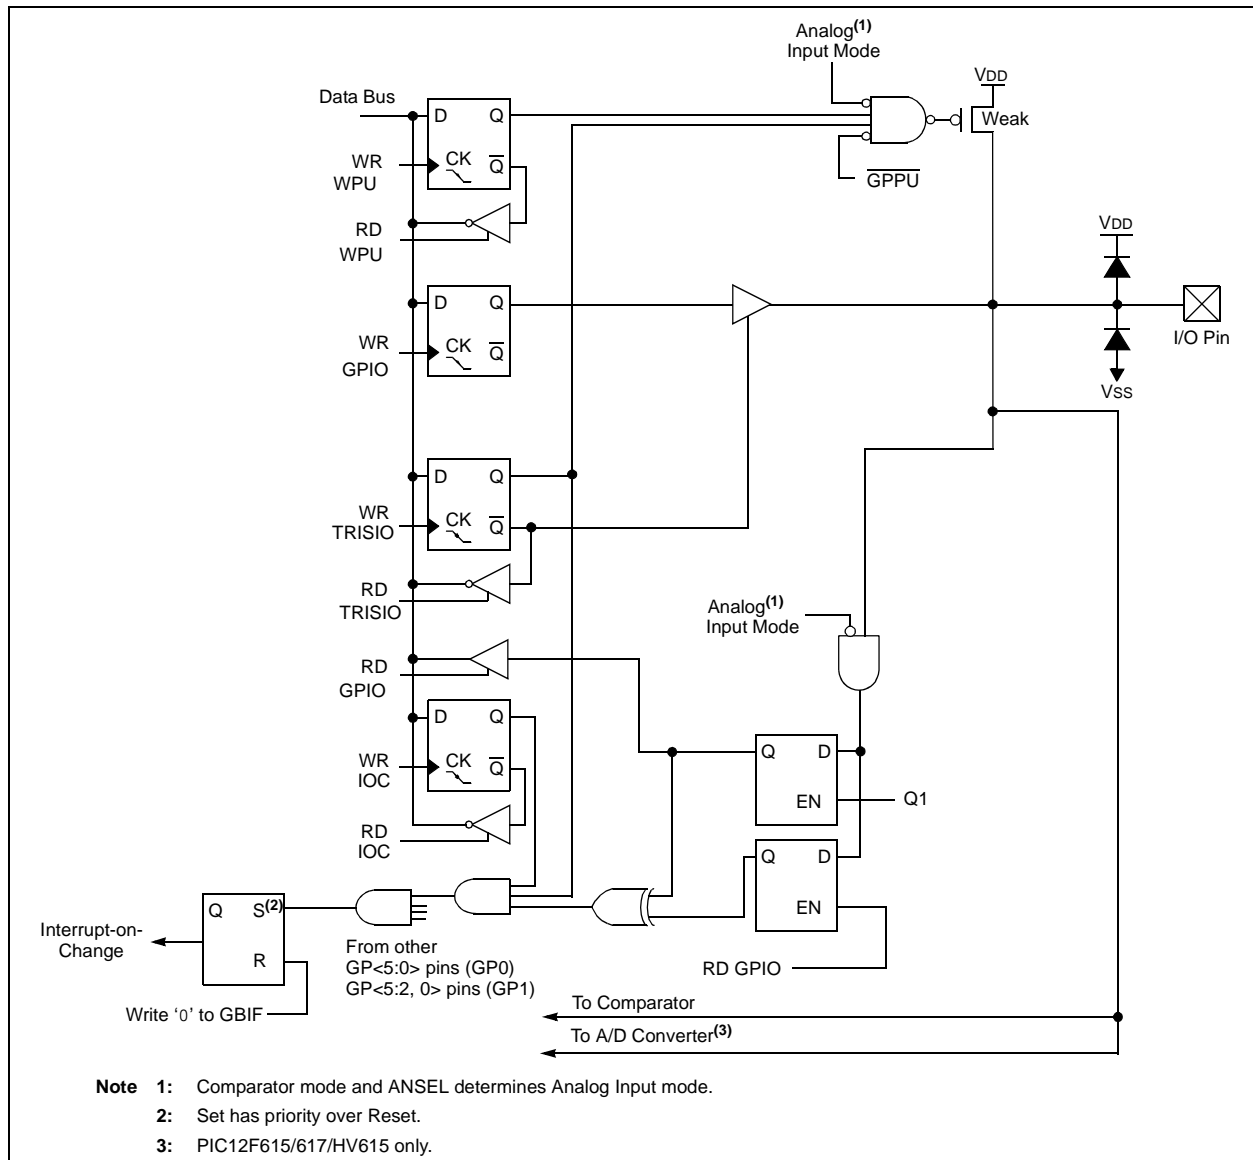 Analog(1)
Input Mode
VDD
Data Bus
D Q
Weak
WR
WPU
CK Q
GPPU
RD
WPU
VDD
D Q
WR
GPIO
CK Q
I/O Pin
VSS
D Q
WR
TRISIO
CK Q
RD
TRISIO
Analog(1)
Input Mode
RD
GPIO
D Q
WR
IOC
CK Q
Q D
EN
Q1
RD
IOC
Q D
EN
Q S(2)
R
Interrupt-on-
Change
From other
GP<5:0> pins (GP0)
GP<5:2, 0> pins (GP1)
RD GPIO
Write ‘0’ to GBIF
To Comparator
To A/D Converter(3)
Note 1: Comparator mode and ANSEL determines Analog Input mode.
2: Set has priority over Reset.
3: PIC12F615/617/HV615 only.